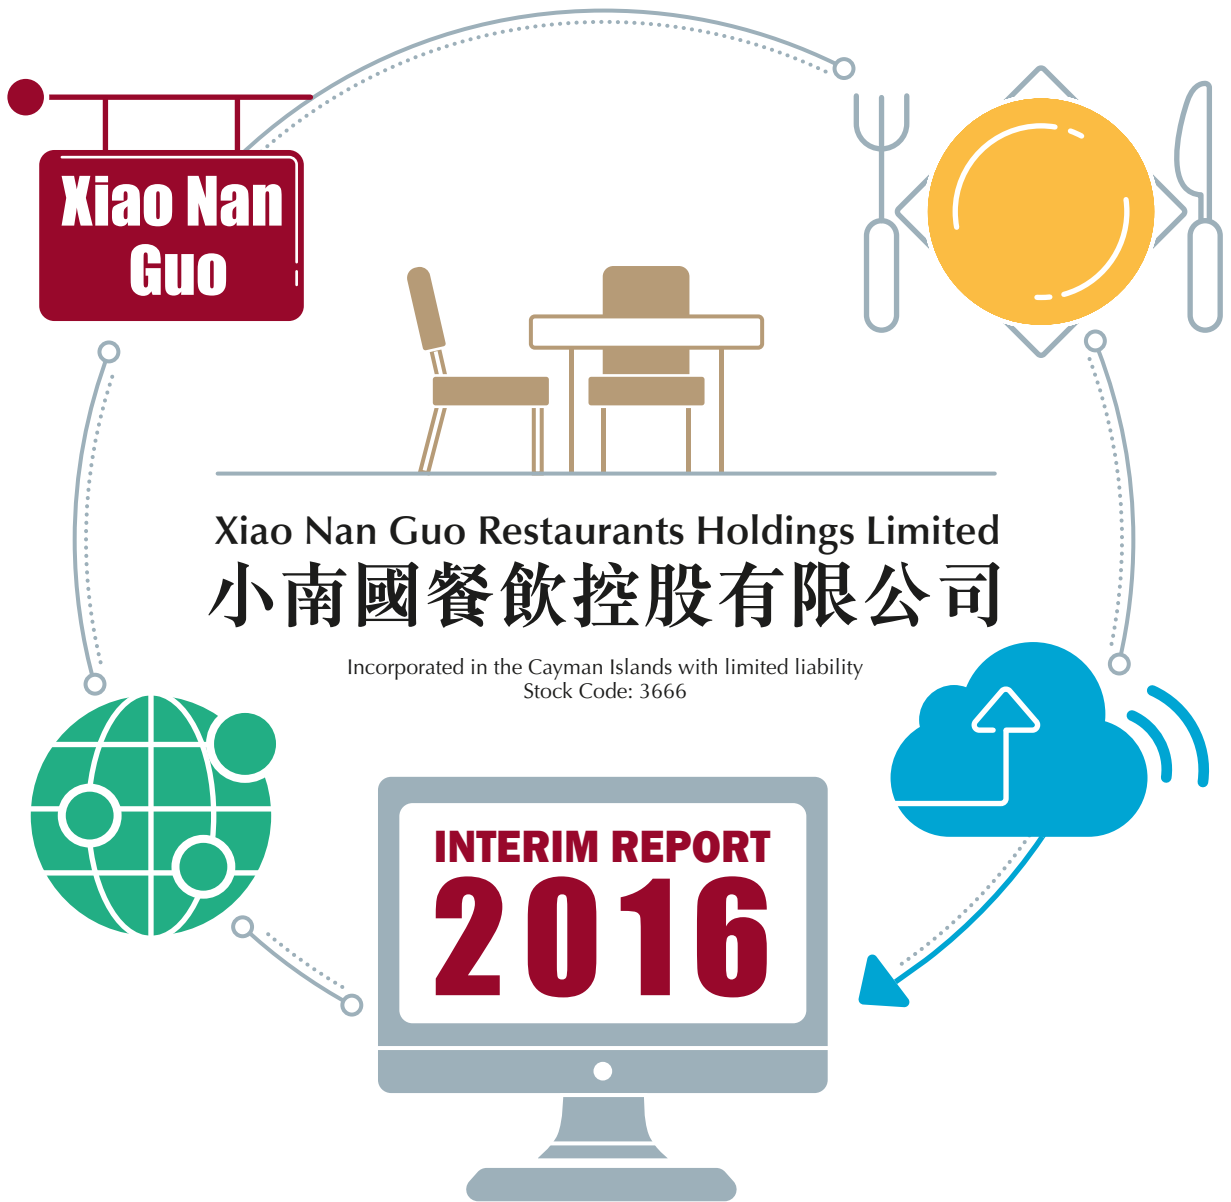 Xiao Nan
Guo
Xiao Nan Guo Restaurants Holdings Limited
小南國餐飲控股有限公司
Incorporated in the Cayman Islands with limited liability
Stock Code: 3666
INTERIM REPORT
2016